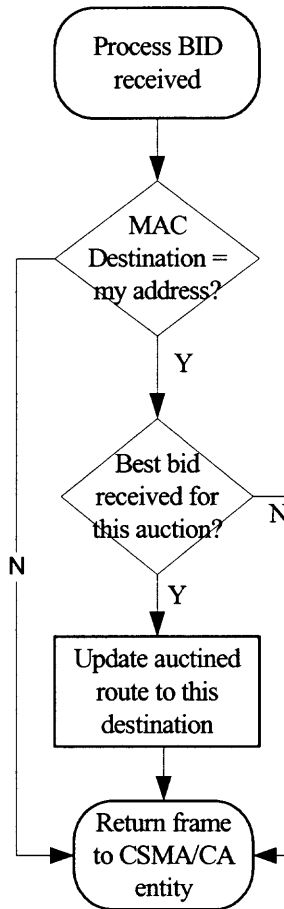 Process BID
received
MAC
Destination =
my address?
Y
Best bid
received for
this auction?
N
N
Y
Update auctined
route to this
destination
Return frame
to CSMA/CA
entity